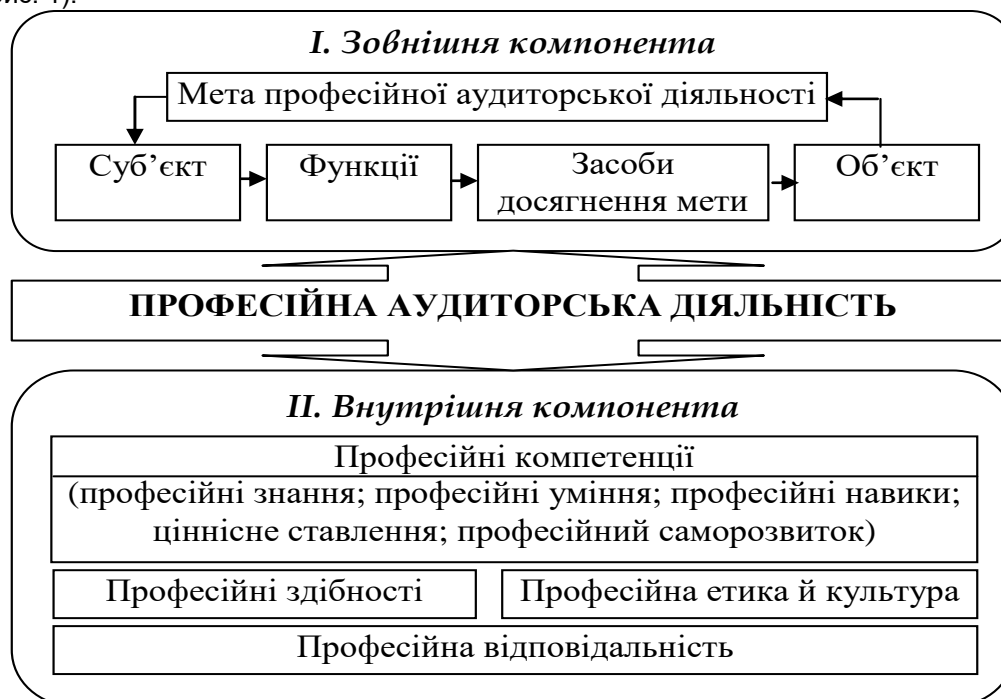 І. Зовнішня компонента
Мета професійної аудиторської діяльності
Суб’єкт
Функції
Засоби
досягнення мети
Об’єкт
ПРОФЕСІЙНА АУДИТОРСЬКА ДІЯЛЬНІСТЬ
ІІ. Внутрішня компонента
Професійні компетенції
(професійні знання; професійні уміння; професійні навики;
ціннісне ставлення; професійний саморозвиток)
Професійні здібності
Професійна етика й культура
Професійна відповідальність